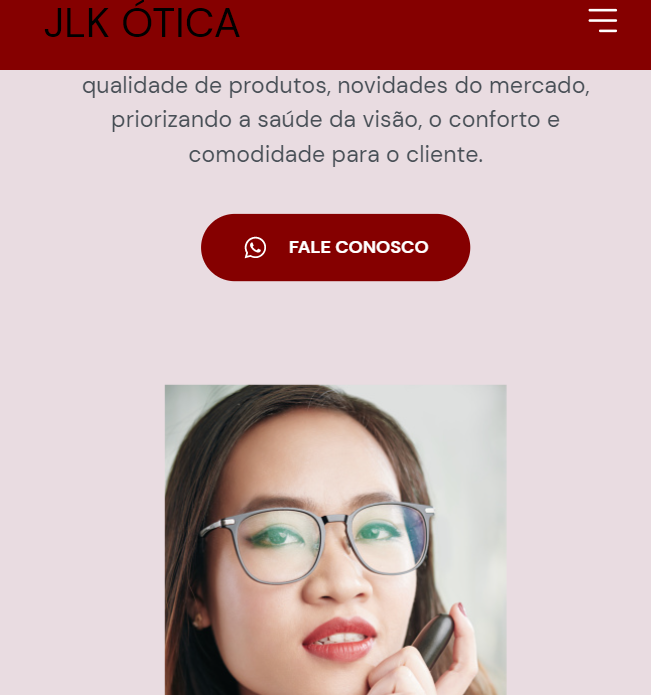 JLK ÓTICA
qualidade de produtos, novidades do mercado,
priorizando a saúde da visão, o conforto e
comodidade para o cliente.
FALE CONOSCO